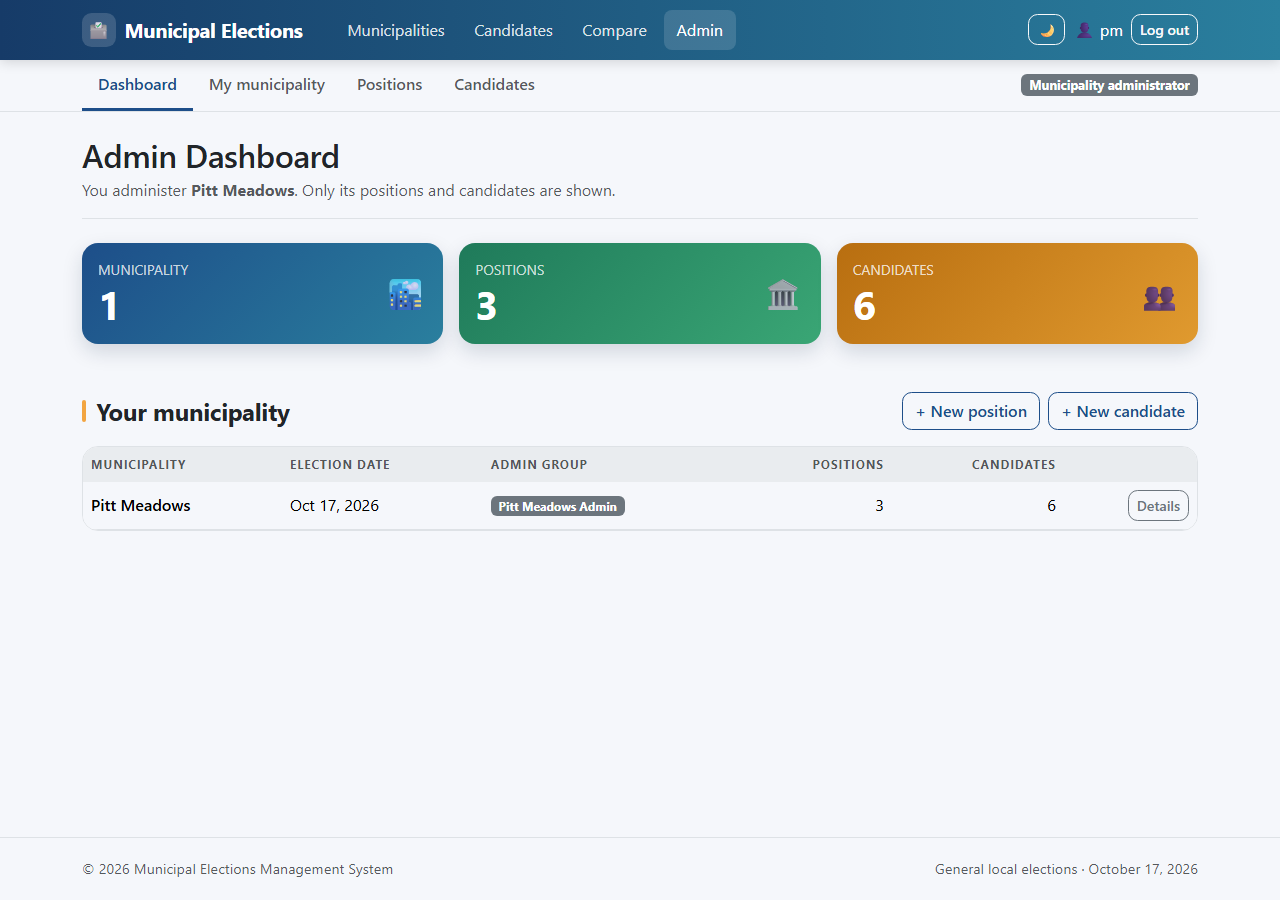 Municipal Elections Municipalities Candidates Compare Admin pm Log out
Dashboard My municipality Positions Candidates Municipality administrator
Admin Dashboard
You administer Pitt Meadows. Only its positions and candidates are shown.
MUNICIPALITY POSITIONS CANDIDATES
1 3 6
Your municipality + New position + New candidate
MUNICIPALITY ELECTION DATE ADMIN GROUP POSITIONS CANDIDATES
Pitt Meadows Oct 17, 2026 Pitt Meadows Admin 3 6 Details
© 2026 Municipal Elections Management System General local elections · October 17, 2026